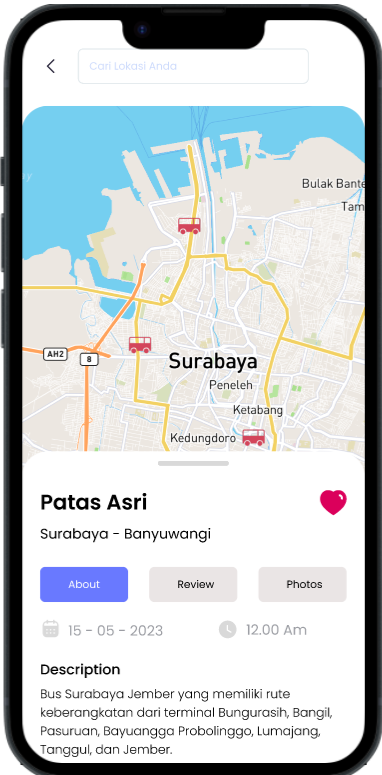 Cari Lokasi Anda
Bulak Bante
Tam
AH2
8
Surabaya
Peneleh
Ketabang
Kedungdoro
Patas Asri
Surabaya - Banyuwangi
About Review Photos
15 - 05 - 2023 12.00 Am
Description
Bus Surabaya Jember yang memiliki rute
keberangkatan dari terminal Bungurasih, Bangil,
Pasuruan, Bayuangga Probolinggo, Lumajang,
Tanggul, dan Jember.